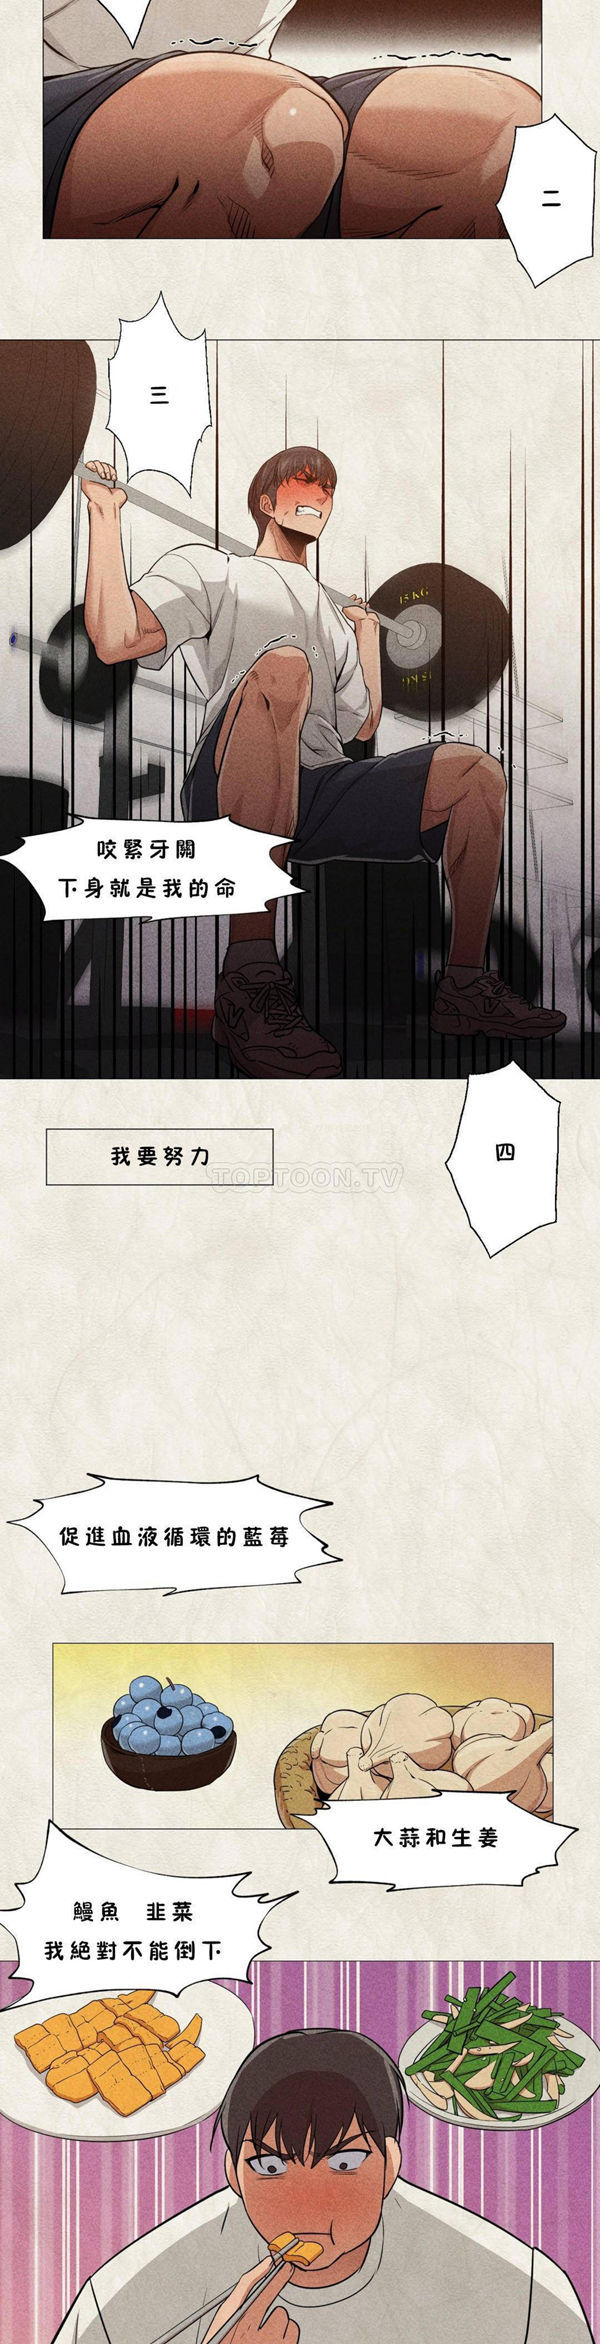 二
三
15KG
15KG
咬緊牙關
下身就是我的命
我要努力
四
TOPTOON.TV
促進血液循環的藍莓
大蒜和生姜
鰻魚 韭菜
我絕對不能倒下